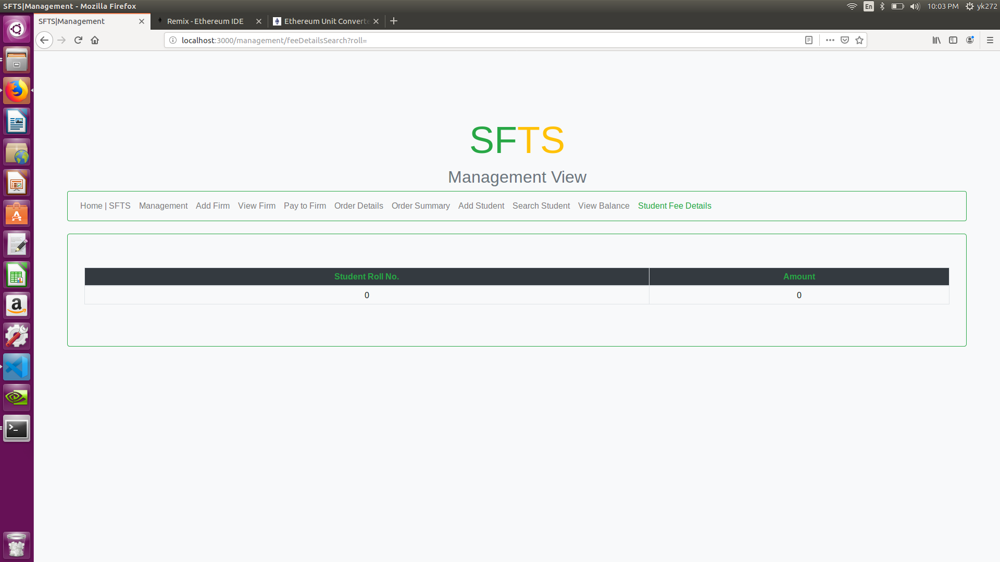 SFTS|Management - Mozilla Firefox
En
10:03 PM
yk272
SFTS|Management
Remix - Ethereum IDE
Ethereum Unit Converte
localhost:3000/management/feeDetailsSearch?roll=
SFTS
Management View
Home | SFTS Management Add Firm View Firm Pay to Firm Order Details Order Summary Add Student Search Student View Balance Student Fee Details
Student Roll No. Amount
0 0